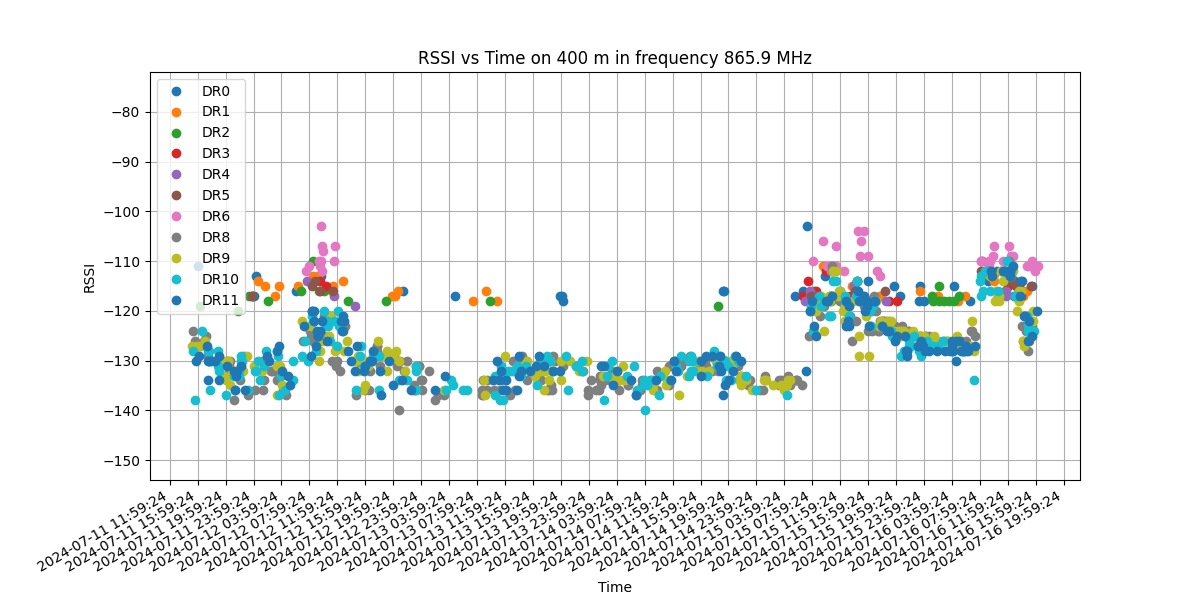 RSSI vs Time on 400 m in frequency 865.9 MHz
DR0
DR1
DR2
DR3
DR4
DR5
DR6
DR8
DR9
DR10
DR11
RSSI
−80
−90
−100
−110
−120
−130
−140
−150
2024-07-11 11:59:24
2024-07-11 15:59:24
2024-07-11 19:59:24
2024-07-11 23:59:24
2024-07-12 03:59:24
2024-07-12 07:59:24
2024-07-12 11:59:24
2024-07-12 15:59:24
2024-07-12 19:59:24
2024-07-12 23:59:24
2024-07-13 03:59:24
2024-07-13 07:59:24
2024-07-13 11:59:24
2024-07-13 15:59:24
2024-07-13 19:59:24
2024-07-13 23:59:24
2024-07-14 03:59:24
2024-07-14 07:59:24
2024-07-14 11:59:24
2024-07-14 15:59:24
2024-07-14 19:59:24
2024-07-14 23:59:24
2024-07-15 03:59:24
2024-07-15 07:59:24
2024-07-15 11:59:24
2024-07-15 15:59:24
2024-07-15 19:59:24
2024-07-15 23:59:24
2024-07-16 03:59:24
2024-07-16 07:59:24
2024-07-16 11:59:24
2024-07-16 15:59:24
2024-07-16 19:59:24
Time